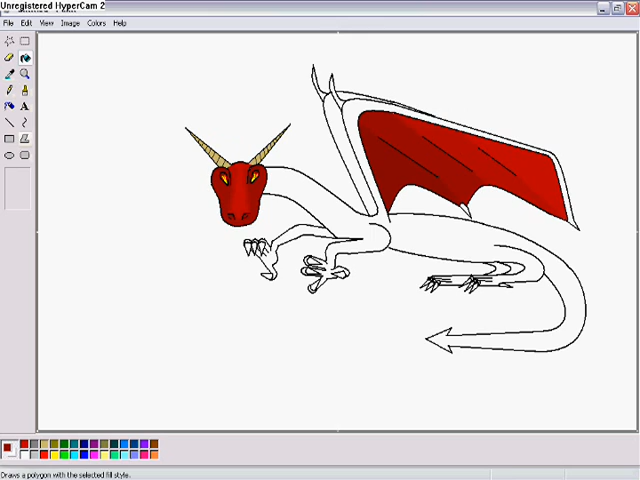 Unregistered HyperCam 2
File Edit View Image Colors Help
A
Draws a polygon with the selected fill style.